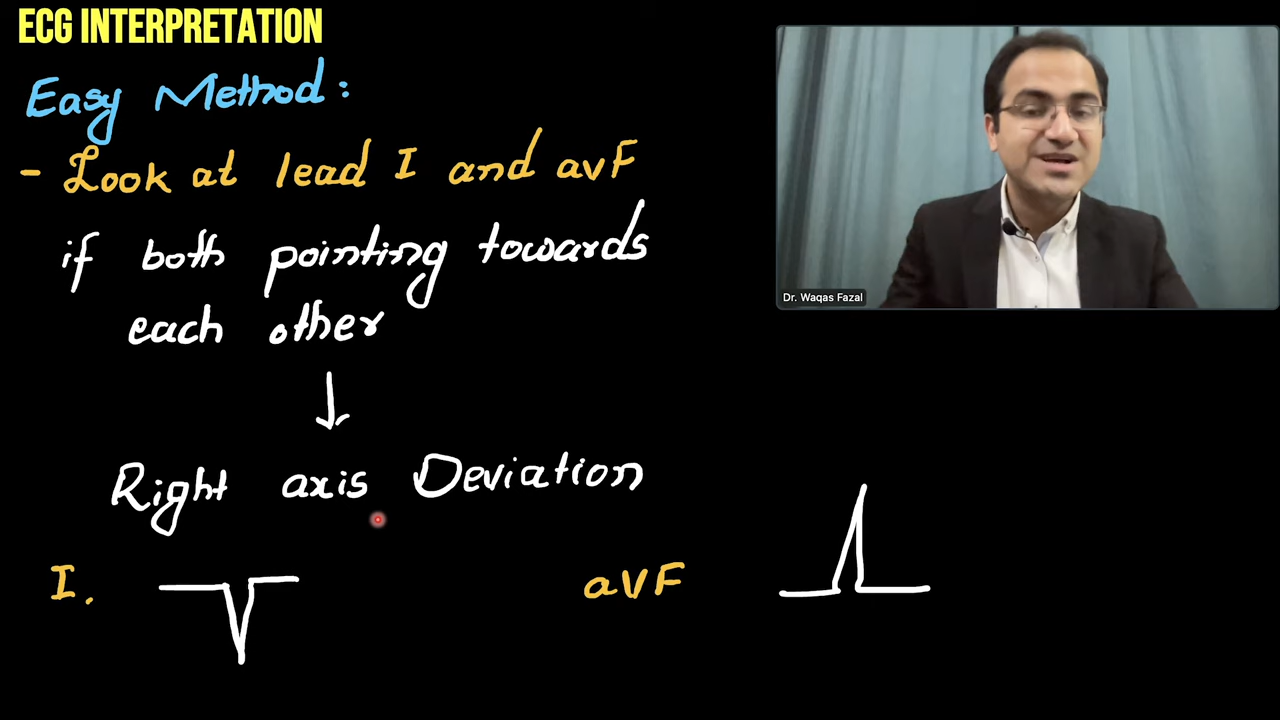 ECG INTERPRETATION
Easy Method:
- Look at lead I and avF
if both pointing towards
each other
↓
Right axis Deviation
I.
aVF
Dr. Waqas Fazal